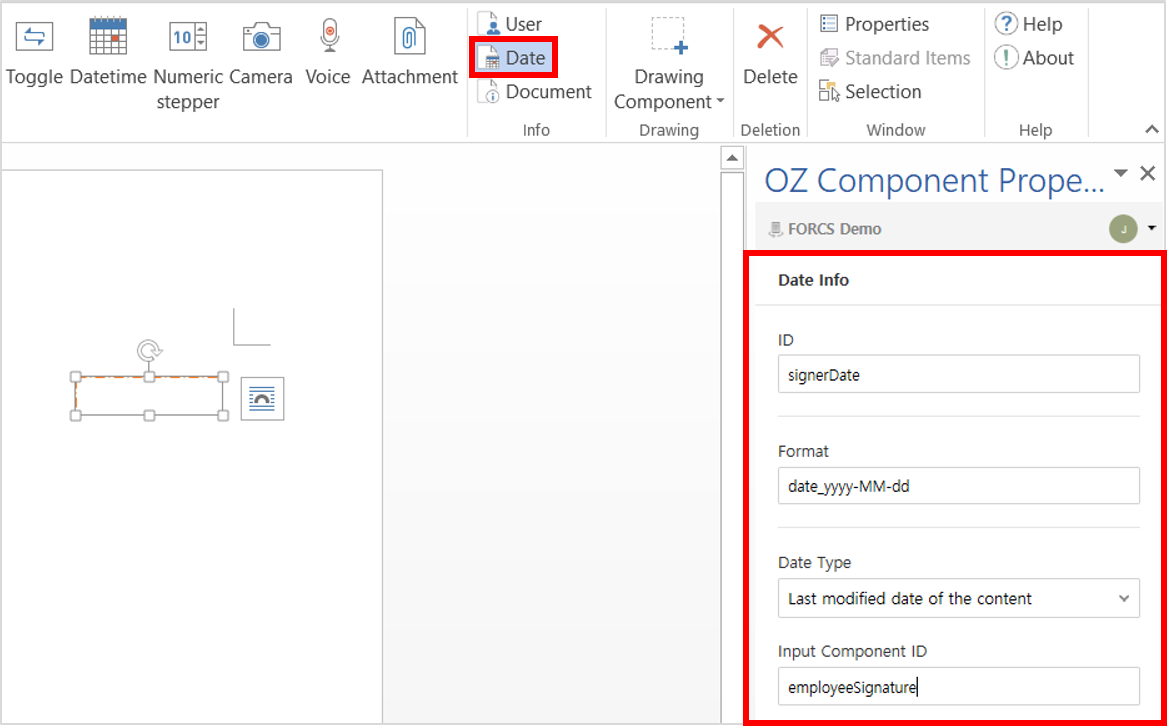 Toggle
Datetime
Numeric
stepper
10
Camera
Voice
Attachment
User
Date
Document
Info
Drawing
Component
Drawing
Delete
Deletion
Properties
Standard Items
Selection
Window
? Help
! About
Help
OZ Component Prope...
FORCS Demo
J
Date Info
ID
signerDate
Format
date_yyyy-MM-dd
Date Type
Last modified date of the content
Input Component ID
employeeSignature